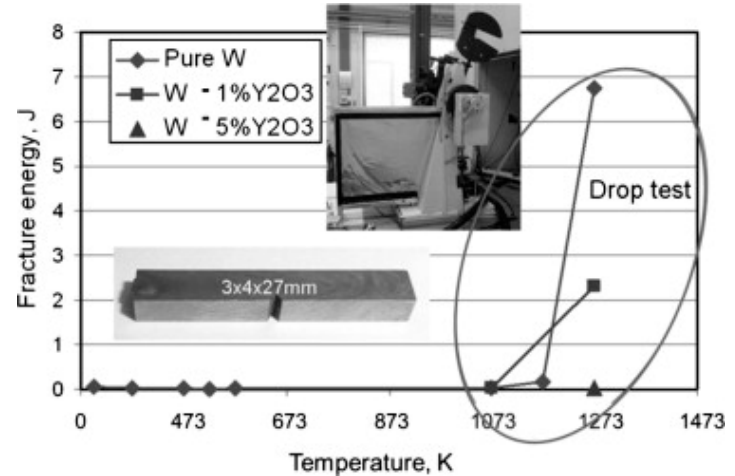 8
7
6
5
4
3
2
1
0
Fracture energy, J
Pure W
W - 1%Y2O3
W - 5%Y2O3
Drop test
3x4x27mm
0 473 673 873 1073 1273 1473
Temperature, K